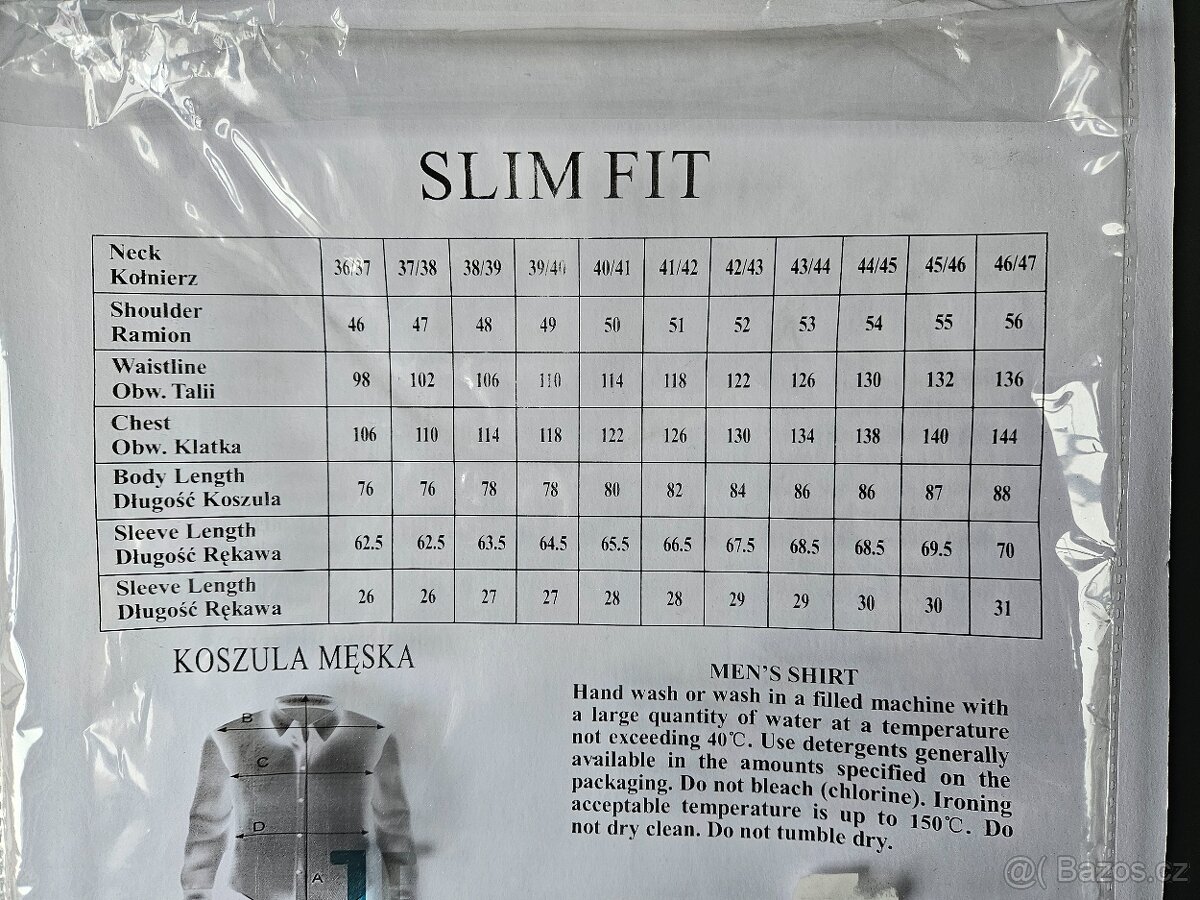 SLIM FIT
Neck
Kołnierz
36/37 37/38 38/39 39/40 40/41 41/42 42/43 43/44 44/45 45/46 46/47
Shoulder
Ramion
46 47 48 49 50 51 52 53 54 55 56
Waistline
Obw. Talii
98 102 106 110 114 118 122 126 130 132 136
Chest
Obw. Klatka
106 110 114 118 122 126 130 134 138 140 144
Body Length
Długość Koszula
76 76 78 78 80 82 84 86 86 87 88
Sleeve Length
Długość Rękawa
62.5 62.5 63.5 64.5 65.5 66.5 67.5 68.5 68.5 69.5 70
Sleeve Length
Długość Rękawa
26 26 27 27 28 28 29 29 30 30 31
KOSZULA MĘSKA
B
C
D
A
MEN'S SHIRT
Hand wash or wash in a filled machine with
a large quantity of water at a temperature
not exceeding 40℃. Use detergents generally
available in the amounts specified on the
packaging. Do not bleach (chlorine). Ironing
acceptable temperature is up to 150℃. Do
not dry clean. Do not tumble dry.
@( Bazos.cz